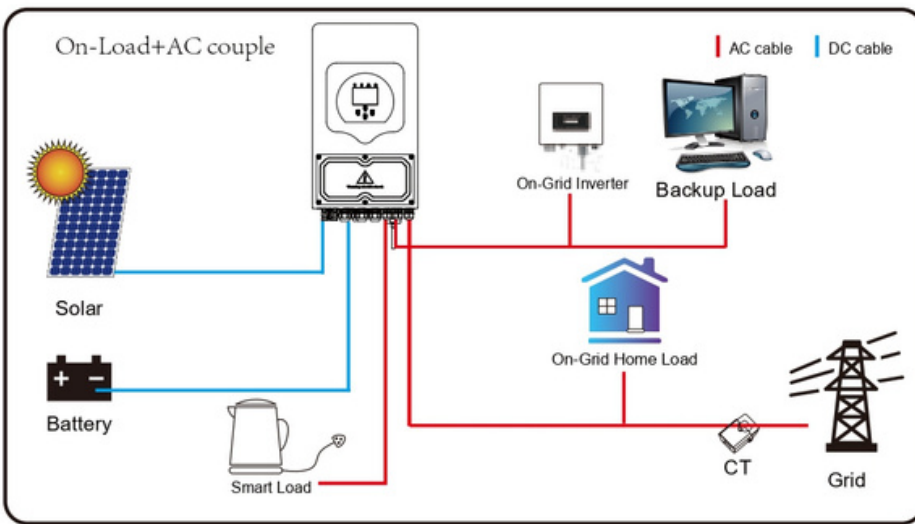 On-Load+AC couple
AC cable
DC cable
On-Grid Inverter
Backup Load
Solar
On-Grid Home Load
Battery
Smart Load
CT
Grid